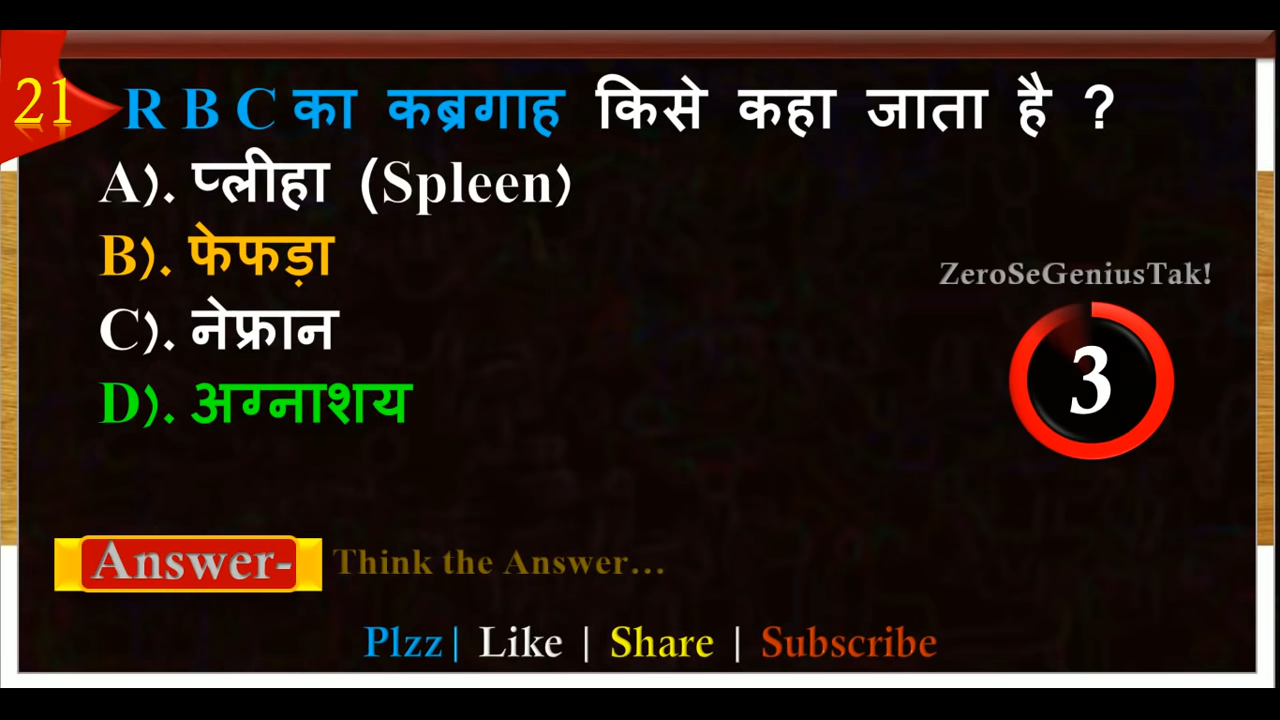 21
R B C का कब्रगाह किसे कहा जाता है ?
A). प्लीहा (Spleen)
B). फेफड़ा
C). नेफ्रान
D). अग्नाशय
ZeroSeGeniusTak!
3
Answer- Think the Answer...
Plzz| Like | Share | Subscribe